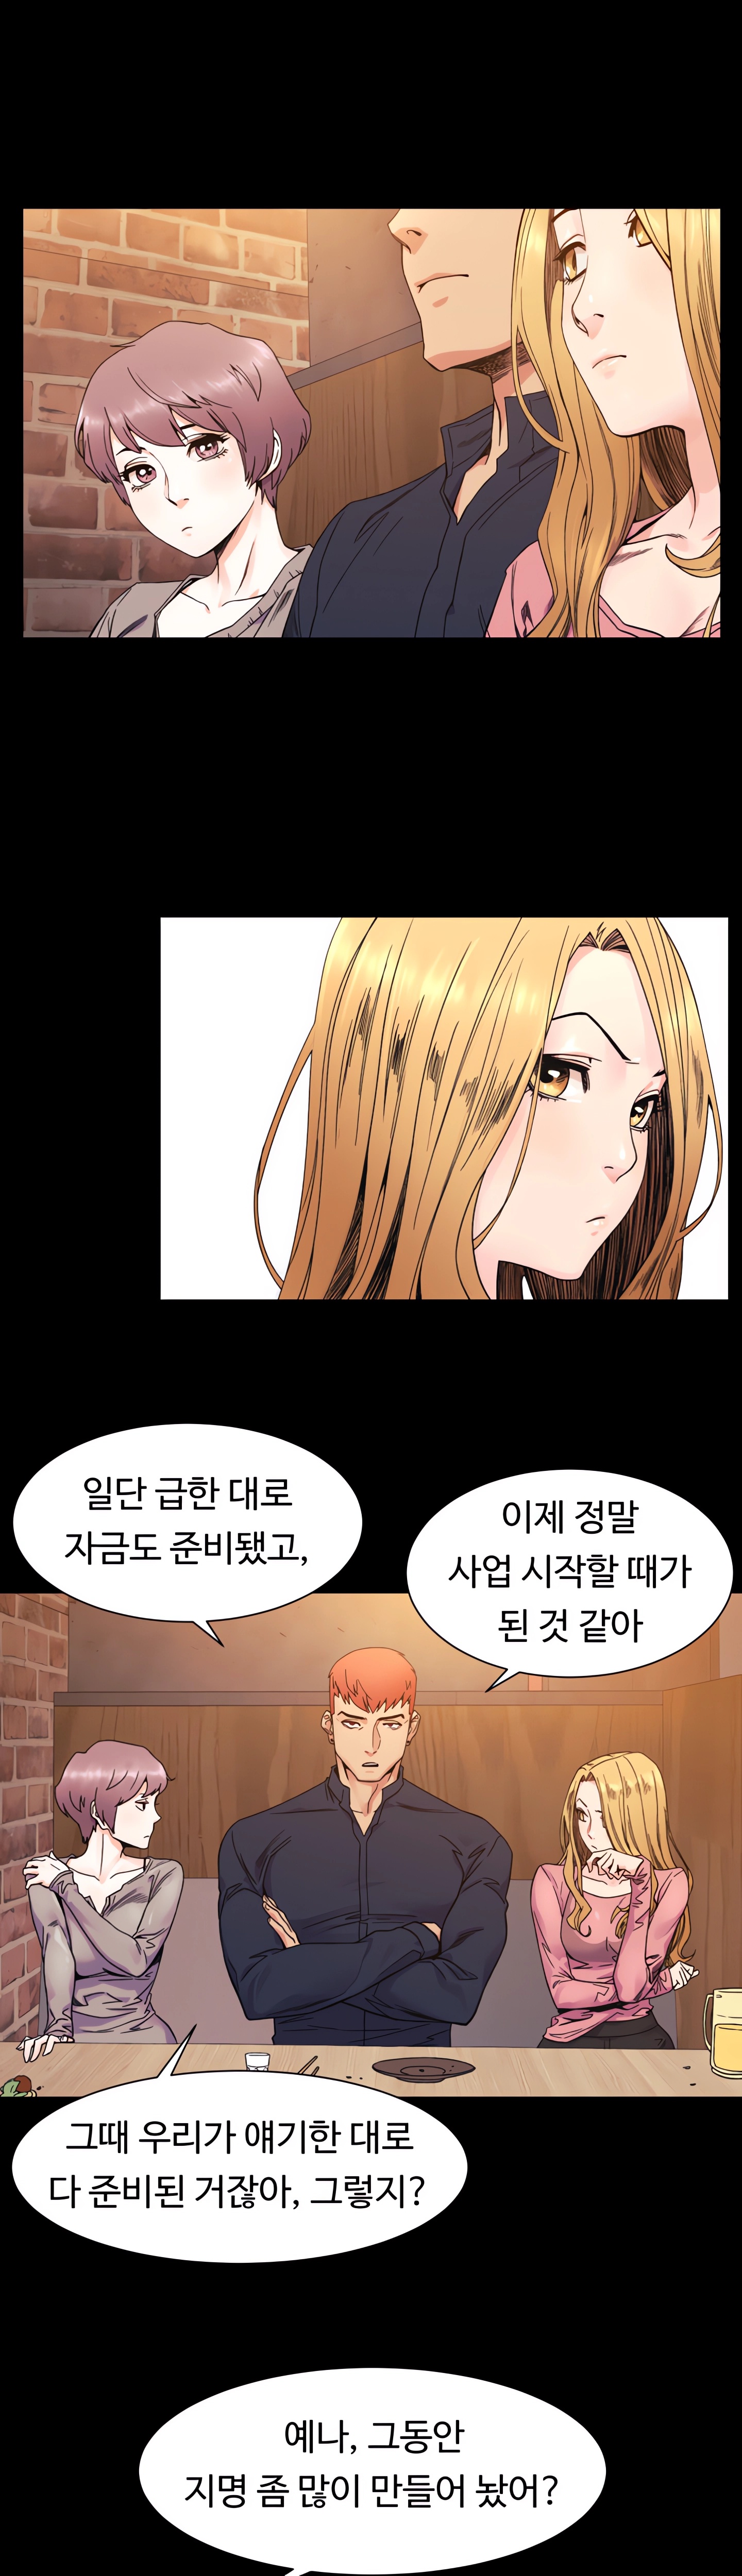 일단 급한 대로
자금도 준비됐고,
이제 정말
사업 시작할 때가
된 것 같아
그때 우리가 얘기한 대로
다 준비된 거잖아, 그렇지?
예나, 그동안
지명 좀 많이 만들어 놨어?